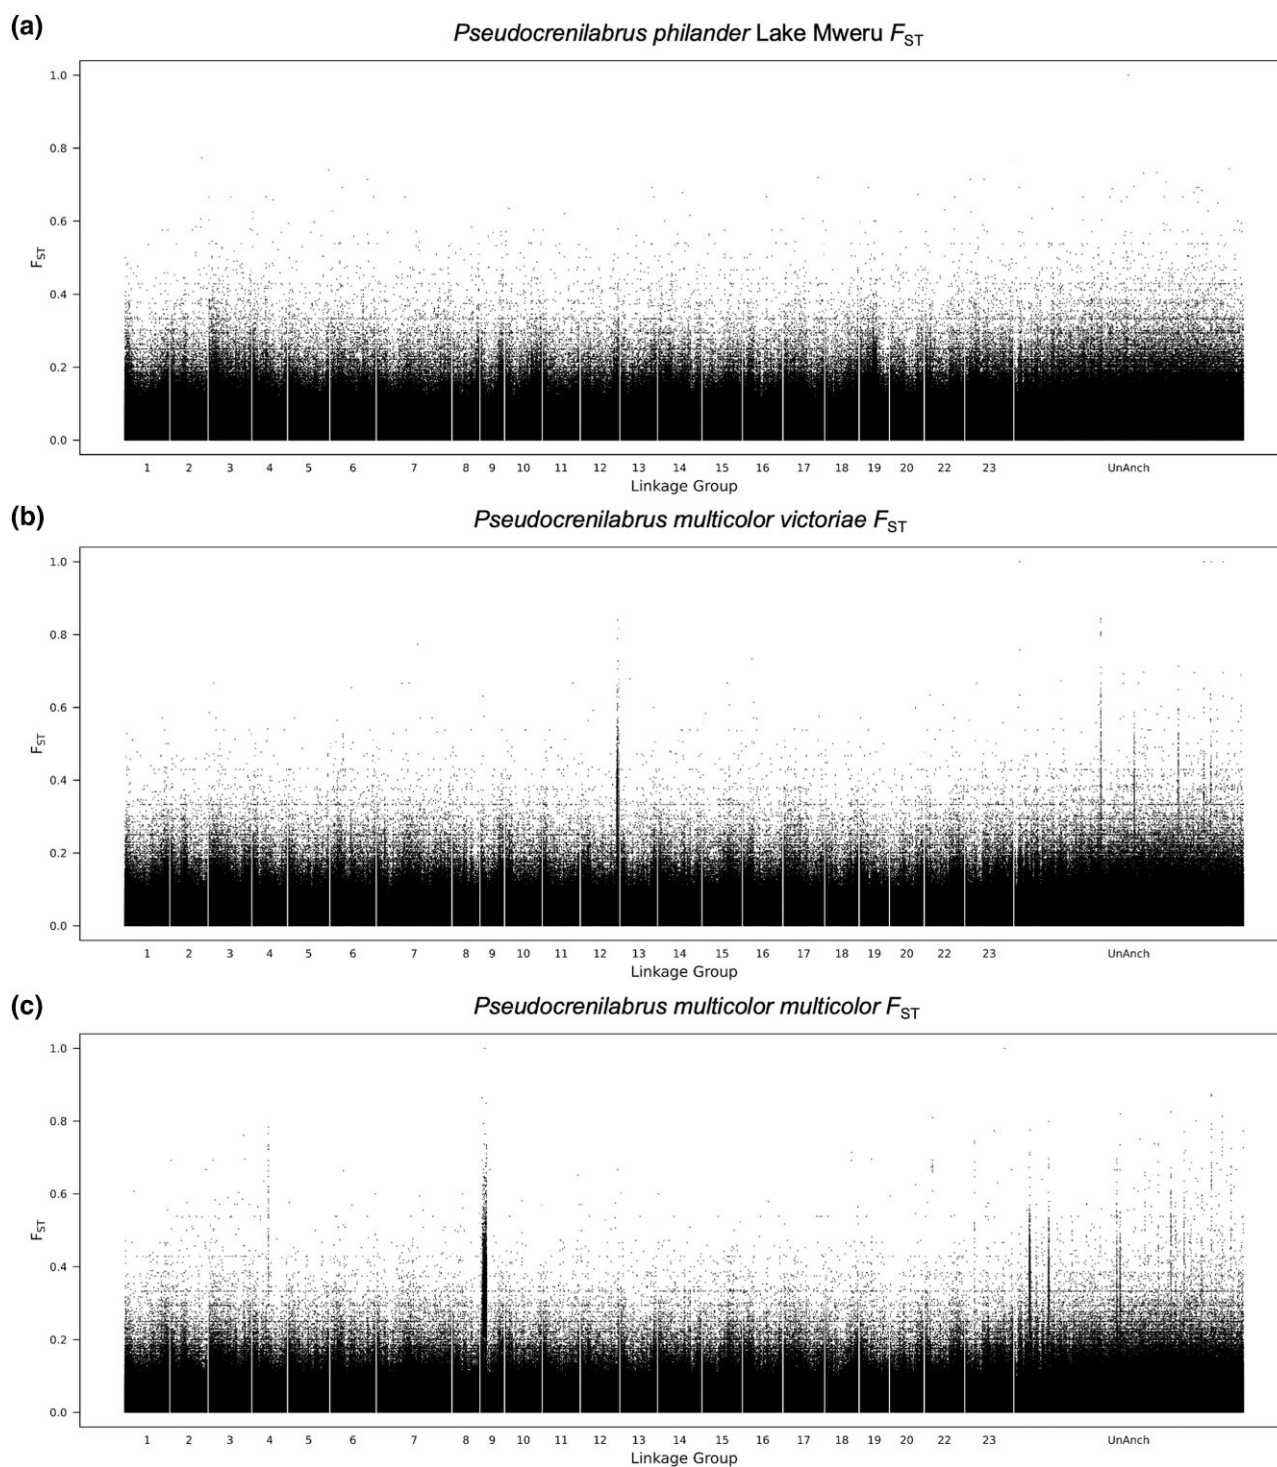 (a)
Pseudocrenilabrus philander Lake Mweru FST
1.0
0.8
0.6
0.4
0.2
0.0
FST
1 2 3 4 5 6 7 8 9 10 11 12 13 14 15 16 17 18 19 20 22 23 UnAnch
Linkage Group
(b)
Pseudocrenilabrus multicolor victoriae FST
1.0
0.8
0.6
0.4
0.2
0.0
FST
1 2 3 4 5 6 7 8 9 10 11 12 13 14 15 16 17 18 19 20 22 23 UnAnch
Linkage Group
(c)
Pseudocrenilabrus multicolor multicolor FST
1.0
0.8
0.6
0.4
0.2
0.0
FST
1 2 3 4 5 6 7 8 9 10 11 12 13 14 15 16 17 18 19 20 22 23 UnAnch
Linkage Group